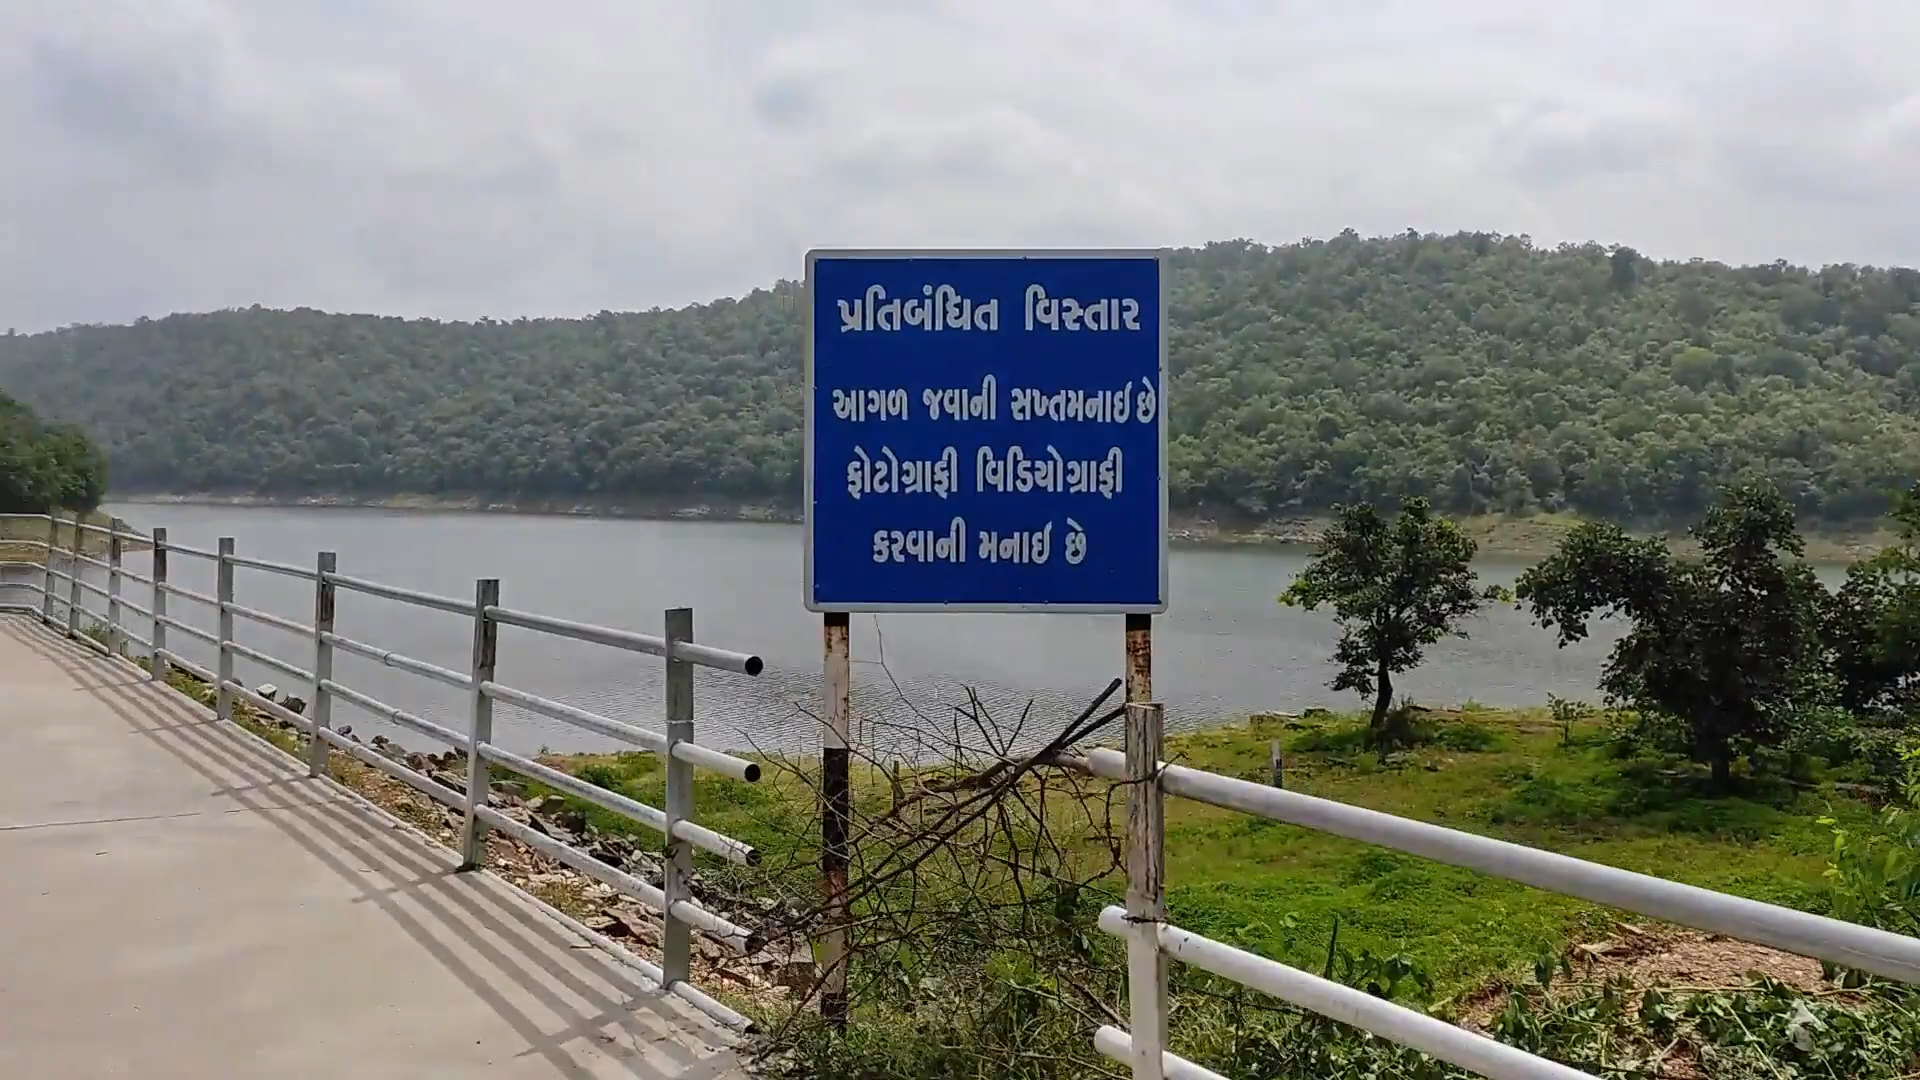 પ્રતિબંધિત વિસ્તાર
આગળ જવાની સખ્તમનાઈ છે
ફોટોગ્રાફી વિડિયોગ્રાફી
કરવાની મનાઈ છે